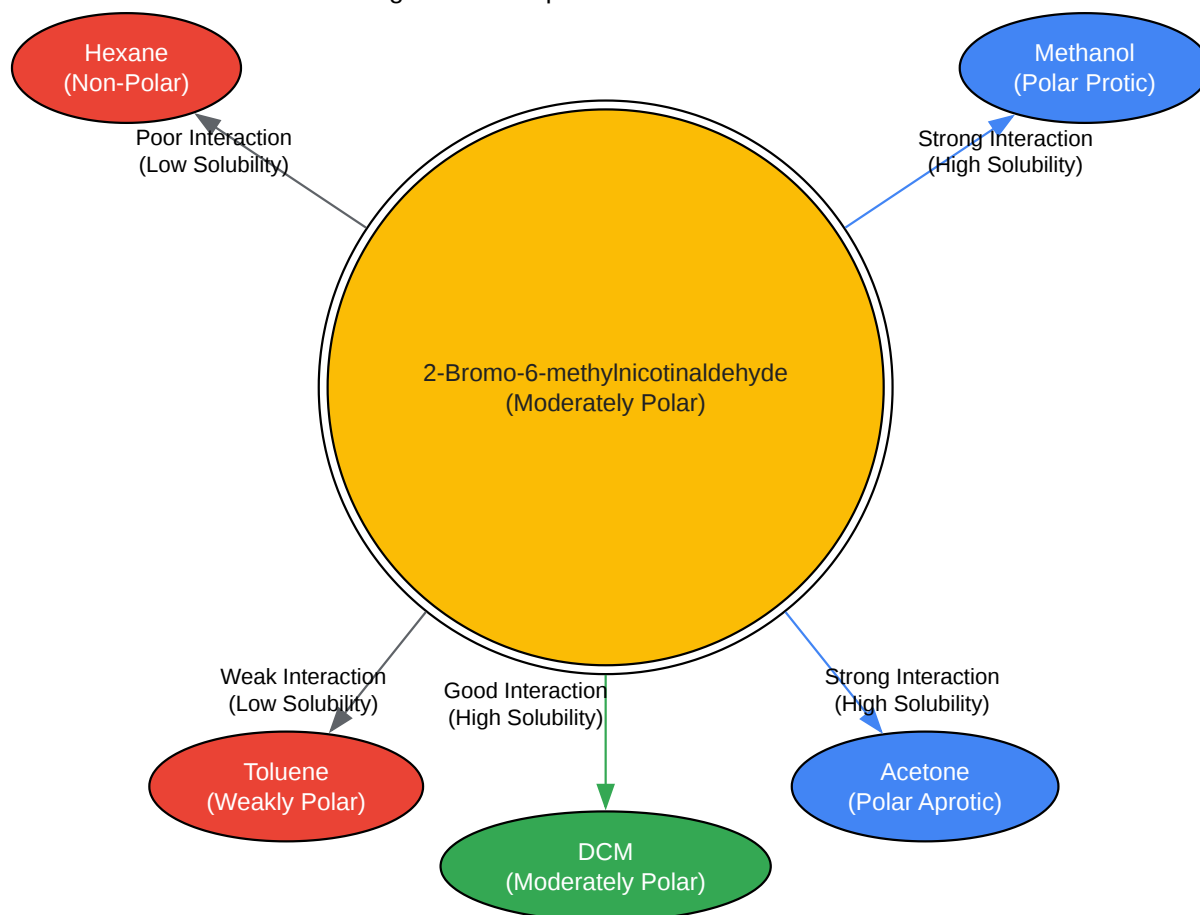 Hexane
(Non-Polar)
Methanol
(Polar Protic)
Poor Interaction
(Low Solubility)
Strong Interaction
(High Solubility)
2-Bromo-6-methylnicotinaldehyde
(Moderately Polar)
Weak Interaction
(Low Solubility)
Good Interaction
(High Solubility)
Strong Interaction
(High Solubility)
Toluene
(Weakly Polar)
Acetone
(Polar Aprotic)
DCM
(Moderately Polar)